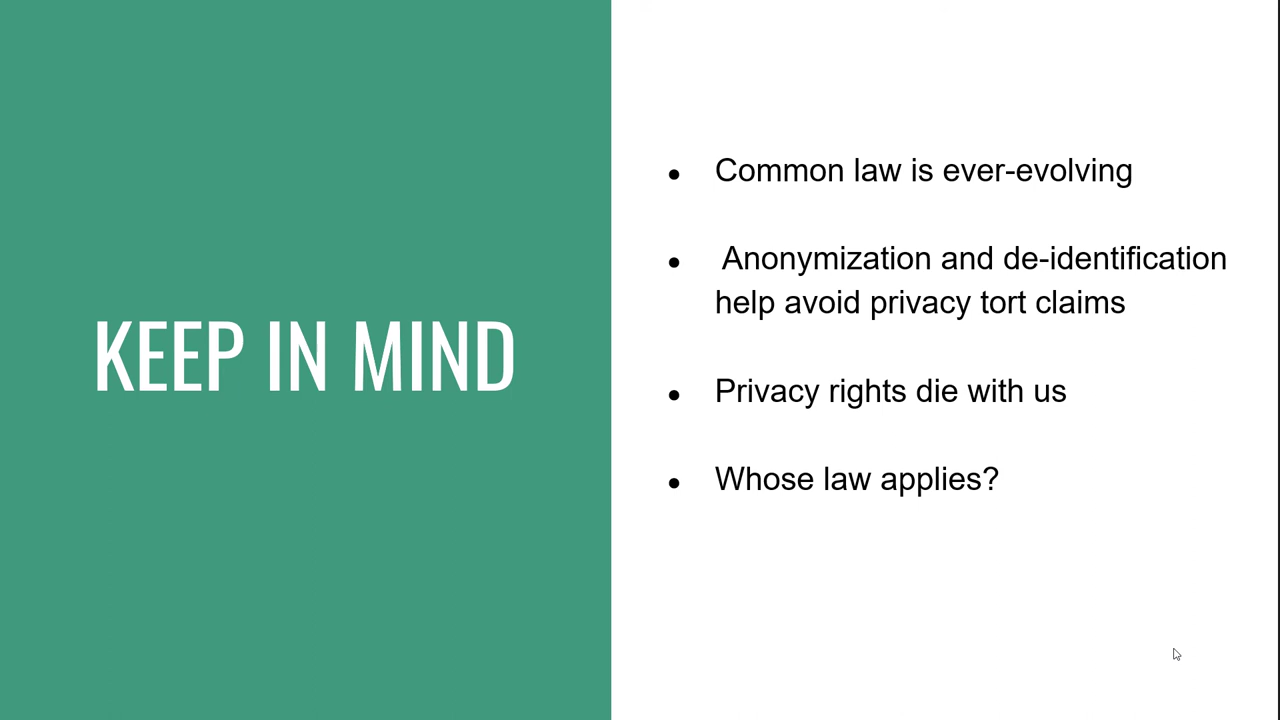 KEEP IN MIND
● Common law is ever-evolving
● Anonymization and de-identification
help avoid privacy tort claims
● Privacy rights die with us
● Whose law applies?